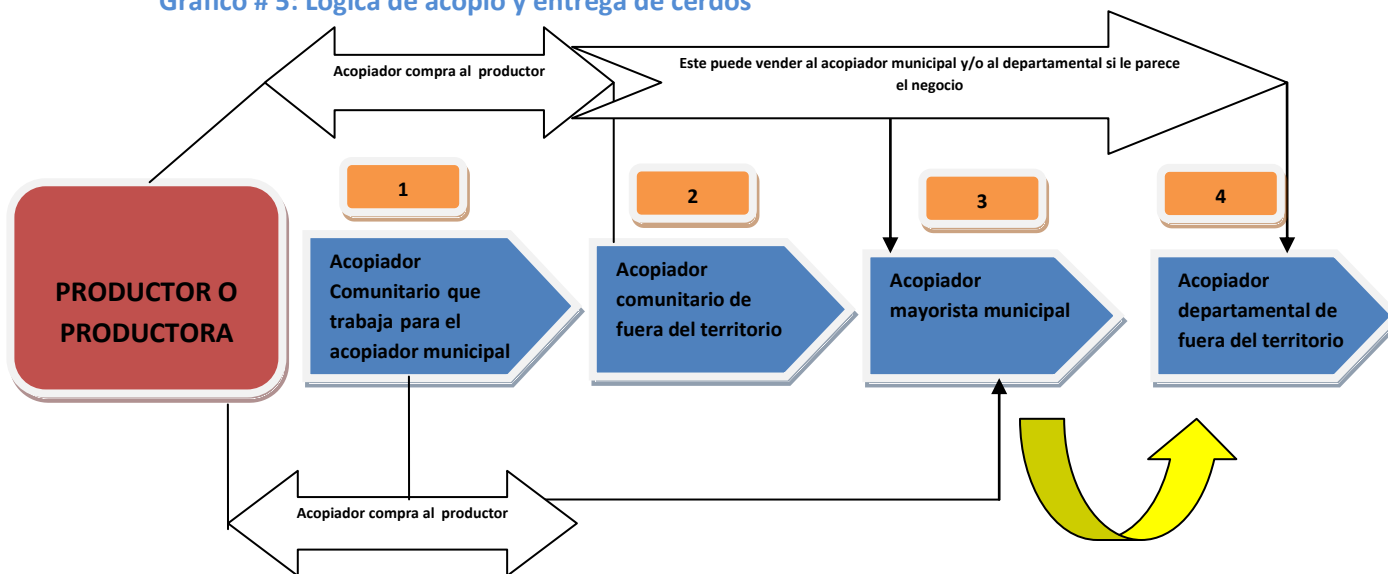 Gráfico # 5: Lógica de acopio y entrega de cerdos
Acopiador compra al productor
Este puede vender al acopiador municipal y/o al departamental si le parece
el negocio
1
2
3
4
PRODUCTOR O
PRODUCTORA
Acopiador
Comunitario que
trabaja para el
acopiador municipal
Acopiador
comunitario de
fuera del territorio
Acopiador
mayorista municipal
Acopiador
departamental de
fuera del territorio
Acopiador compra al productor